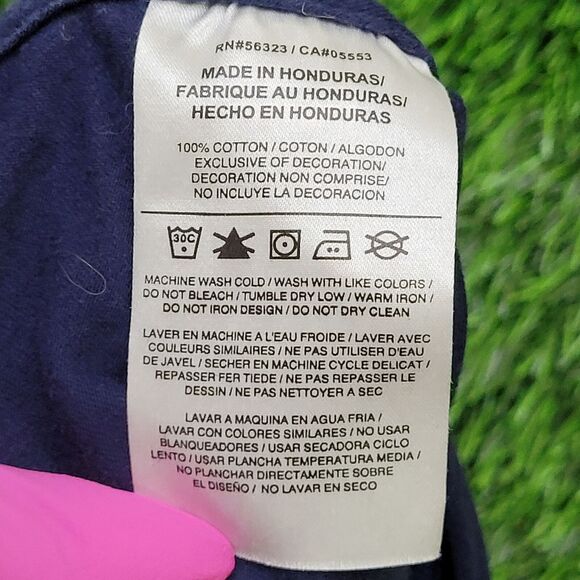 RN#56323 / CA#05553
MADE IN HONDURAS/
FABRIQUE AU HONDURAS/
HECHO EN HONDURAS
100% COTTON / COTON / ALGODON
EXCLUSIVE OF DECORATION/
DECORATION NON COMPRISE/
NO INCLUYE LA DECORACION
30C
MACHINE WASH COLD / WASH WITH LIKE COLORS /
DO NOT BLEACH / TUMBLE DRY LOW / WARM IRON /
DO NOT IRON DESIGN / DO NOT DRY CLEAN
LAVER EN MACHINE A L'EAU FROIDE / LAVER AVEC
COULEURS SIMILAIRES / NE PAS UTILISER D'EAU
DE JAVEL / SECHER EN MACHINE CYCLE DELICAT /
REPASSER FER TIEDE / NE PAS REPASSER LE
DESSIN / NE PAS NETTOYER A SEC
LAVAR A MAQUINA EN AGUA FRIA /
LAVAR CON COLORES SIMILARES / NO USAR
BLANQUEADORES / USAR SECADORA CICLO
LENTO / USAR PLANCHA TEMPERATURA MEDIA /
NO PLANCHAR DIRECTAMENTE SOBRE
EL DISEÑO / NO LAVAR EN SECO